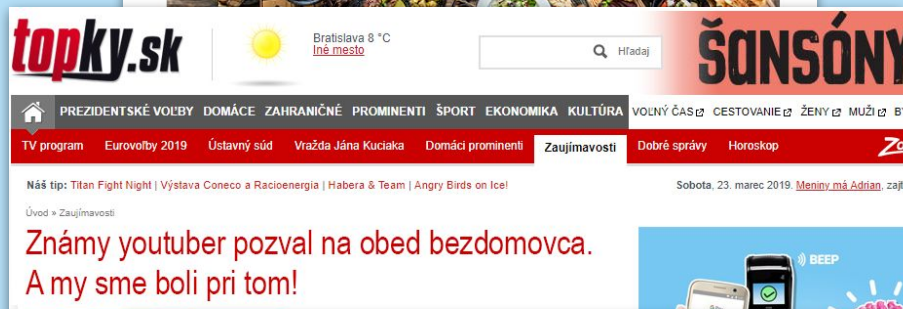 topky.sk
Bratislava 8 °C
Iné mesto
Hľadaj
ŠANSÓNY
PREZIDENTSKÉ VOĽBY DOMÁCE ZAHRANIČNÉ PROMINENTI ŠPORT EKONOMIKA KULTÚRA VOĽNÝ ČAS CESTOVANIE ŽENY MUŽI
TV program Eurovoľby 2019 Ústavný súd Vražda Jána Kuciaka Domáci prominenti Zaujímavosti Dobré správy Horoskop
Náš tip: Titan Fight Night | Výstava Coneco a Racioenergia | Habera & Team | Angry Birds on Ice!
Sobota, 23. marec 2019. Meniny má Adrian,
Úvod » Zaujímavosti
Známy youtuber pozval na obed bezdomovca.
A my sme boli pri tom!
BEEP